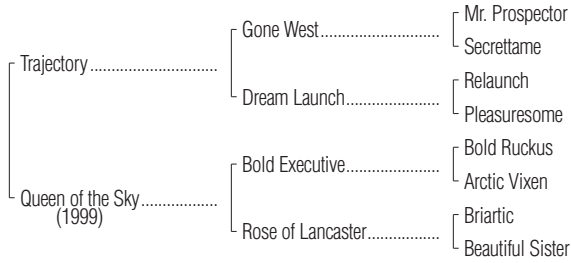 Mr. Prospector
Gone West
Secrettame
Trajectory
Relaunch
Dream Launch
Pleasuresome
Bold Ruckus
Bold Executive
Arctic Vixen
Queen of the Sky
(1999)
Briartic
Rose of Lancaster
Beautiful Sister